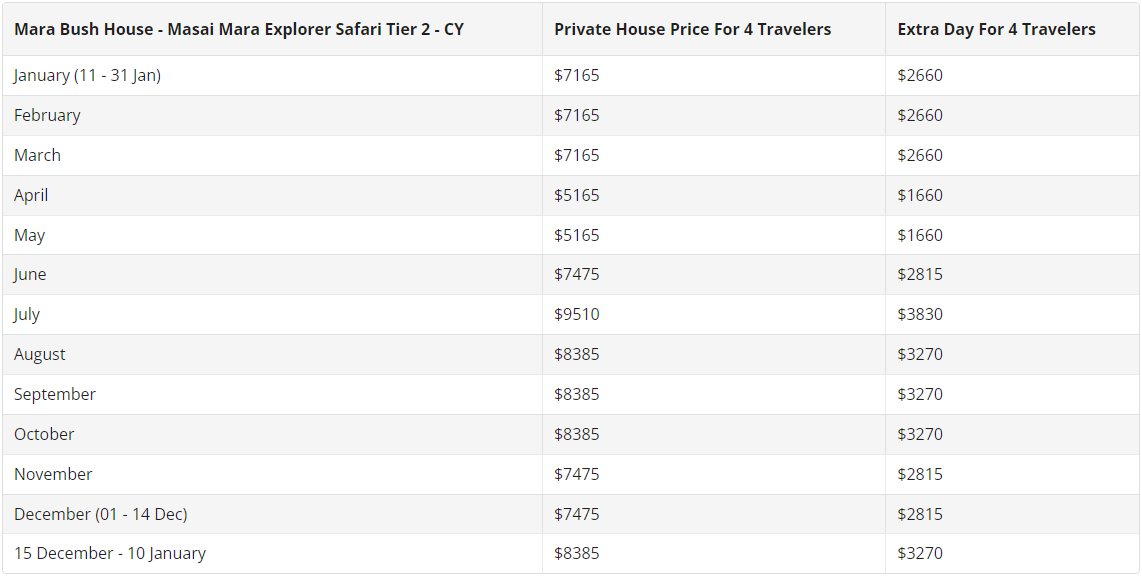 Mara Bush House - Masai Mara Explorer Safari Tier 2 - CY Private House Price For 4 Travelers Extra Day For 4 Travelers
January (11 - 31 Jan) $7165 $2660
February $7165 $2660
March $7165 $2660
April $5165 $1660
May $5165 $1660
June $7475 $2815
July $9510 $3830
August $8385 $3270
September $8385 $3270
October $8385 $3270
November $7475 $2815
December (01 - 14 Dec) $7475 $2815
15 December - 10 January $8385 $3270